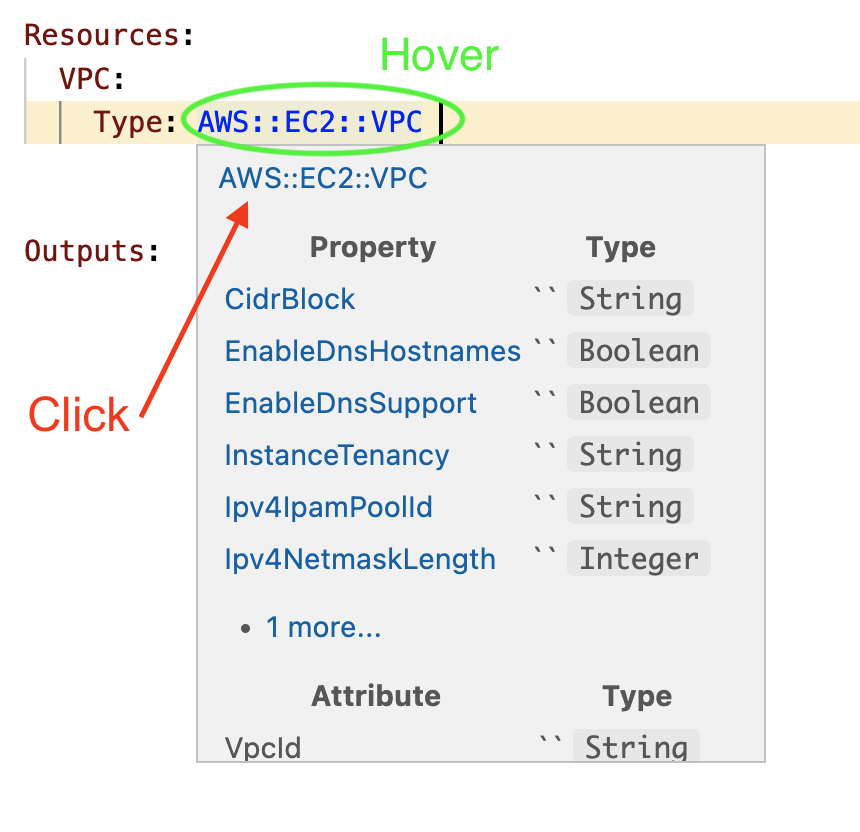 Resources:
Hover
VPC:
Type: AWS::EC2::VPC
AWS::EC2::VPC
Outputs:
Property Type
CidrBlock `` String
EnableDnsHostnames `` Boolean
Click
EnableDnsSupport `` Boolean
InstanceTenancy `` String
Ipv4IpamPoolId `` String
Ipv4NetmaskLength `` Integer
• 1 more...
Attribute Type
VpcId `` String